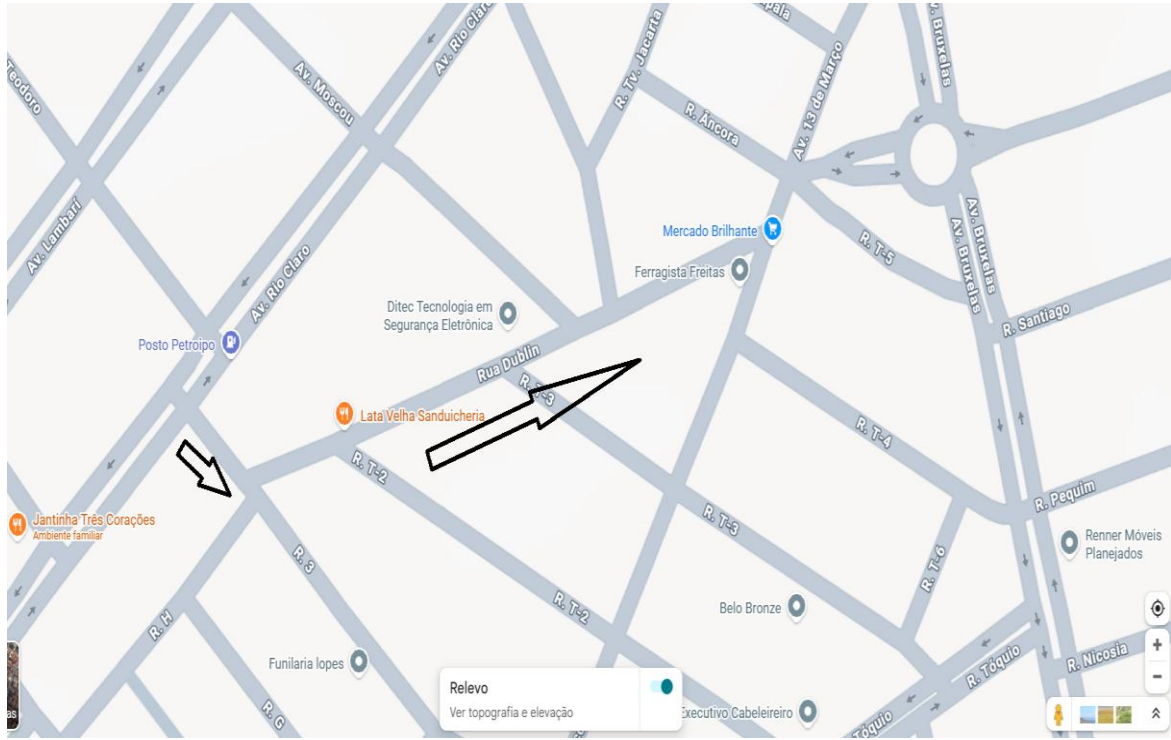 Av. Rio Claro
Av. Bruxelas
Teodoro
Av. Moscou
R. Tv. Jacarta
Av. 13 de Março
R. Âncora
Av. Lambarí
Av. Rio Claro
Mercado Brilhante
R. T-5
Av. Bruxelas
Av. Bruxelas
Ferragista Freitas
Ditec Tecnologia em
Segurança Eletrônica
R. Santiago
Posto Petroipo
Rua Dublin
R. T-3
Lata Velha Sanduicheria
R. T-4
R. T-2
R. Pequim
Jantinha Três Corações
Ambiente familiar
R. T-3
Renner Móveis
Planejados
R. 3
R. T-6
R. T-2
Belo Bronze
R. H
R. Tóquio
R. Nicosia
Funilaria lopes
Relevo
Ver topografia e elevação
R. G
Executivo Cabeleireiro
Tóquio
as